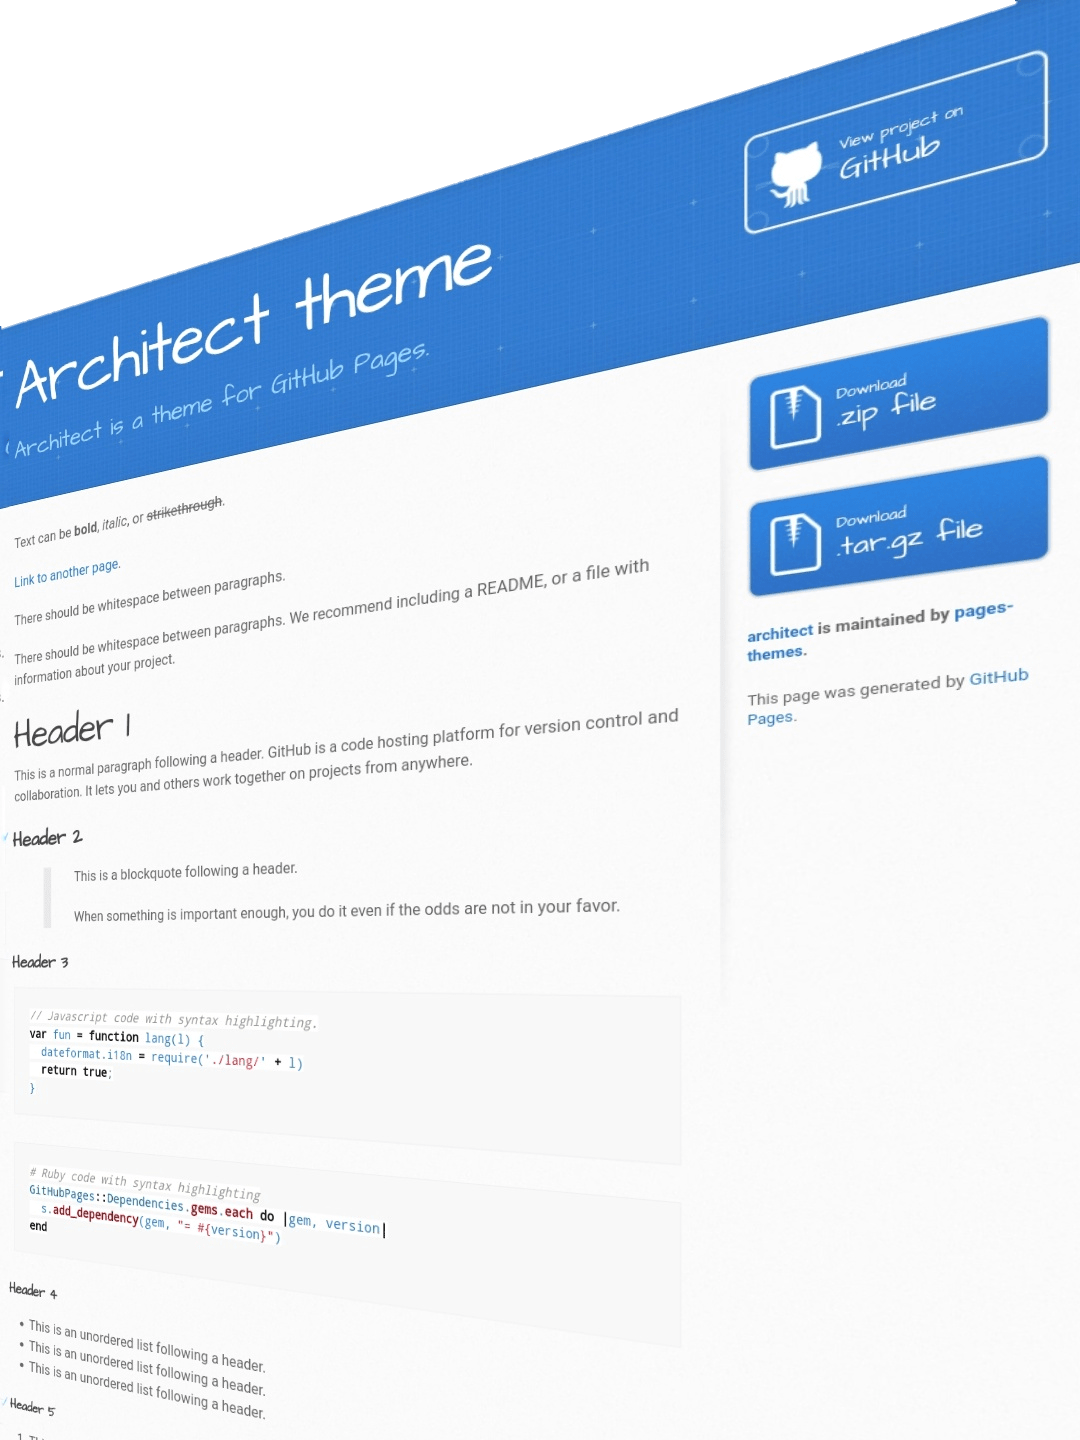 View project on
GitHub
Architect theme
Architect is a theme for GitHub Pages.
Download
.zip file
Download
.tar.gz file
architect is maintained by pages-
themes.
This page was generated by GitHub
Pages.
Text can be bold, italic, or strikethrough.
Link to another page.
There should be whitespace between paragraphs.
There should be whitespace between paragraphs. We recommend including a README, or a file with
information about your project.
Header 1
This is a normal paragraph following a header. GitHub is a code hosting platform for version control and
collaboration. It lets you and others work together on projects from anywhere.
Header 2
This is a blockquote following a header.
When something is important enough, you do it even if the odds are not in your favor.
Header 3
// Javascript code with syntax highlighting.
var fun = function lang(l) {
  dateformat.i18n = require('./lang/' + l)
  return true;
}
# Ruby code with syntax highlighting
GitHubPages::Dependencies.gems.each do |gem, version|
  s.add_dependency(gem, "= #{version}")
end
Header 4
• This is an unordered list following a header.
• This is an unordered list following a header.
• This is an unordered list following a header.
Header 5
1.